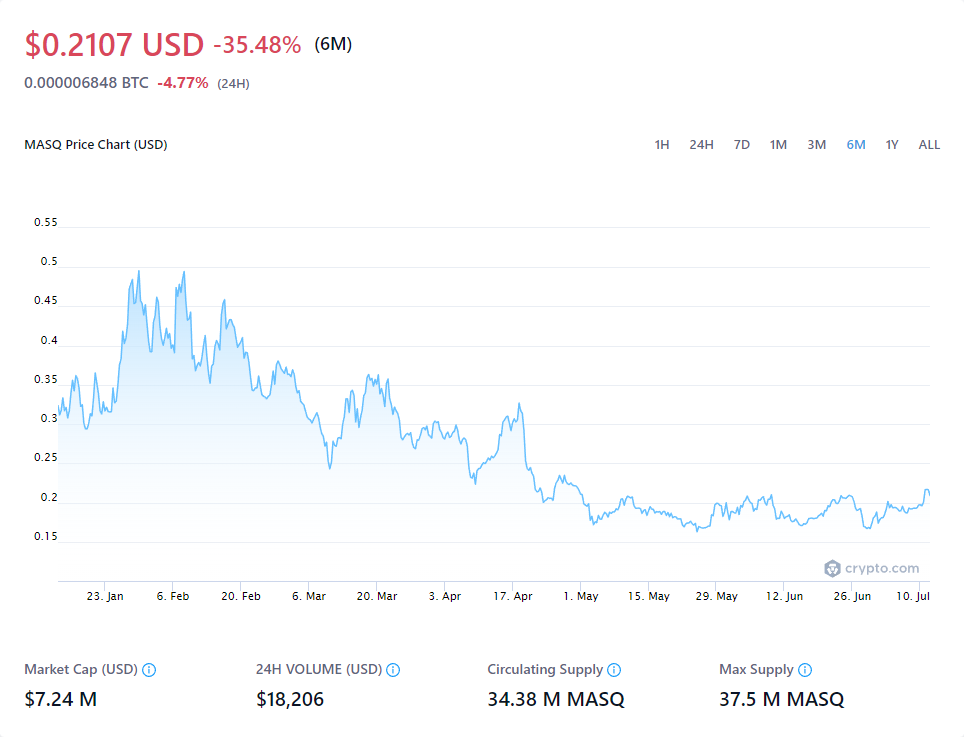 $0.2107 USD -35.48% (6M)
0.000006848 BTC -4.77% (24H)
MASQ Price Chart (USD) 1H 24H 7D 1M 3M 6M 1Y ALL
0.55
0.5
0.45
0.4
0.35
0.3
0.25
0.2
0.15
crypto.com
23. Jan 6. Feb 20. Feb 6. Mar 20. Mar 3. Apr 17. Apr 1. May 15. May 29. May 12. Jun 26. Jun 10. Jul
Market Cap (USD) 24H VOLUME (USD) Circulating Supply Max Supply
$7.24 M $18,206 34.38 M MASQ 37.5 M MASQ